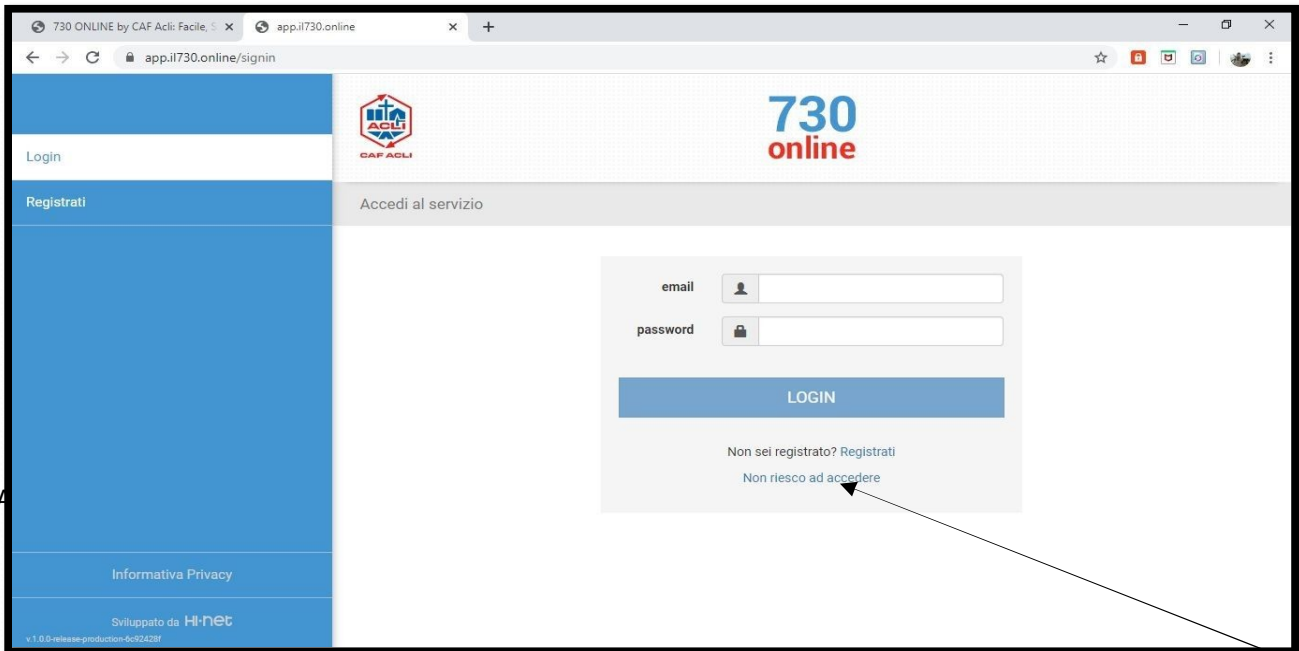 730 ONLINE by CAF Acli: Facile, S
app.il730.online
app.il730.online/signin
Login
Registrati
ACLI
CAF ACLI
730
online
Accedi al servizio
email
password
LOGIN
Non sei registrato? Registrati
Non riesco ad accedere
Informativa Privacy
Sviluppato da HI-net
v.1.0.0-release-production-6c92428f